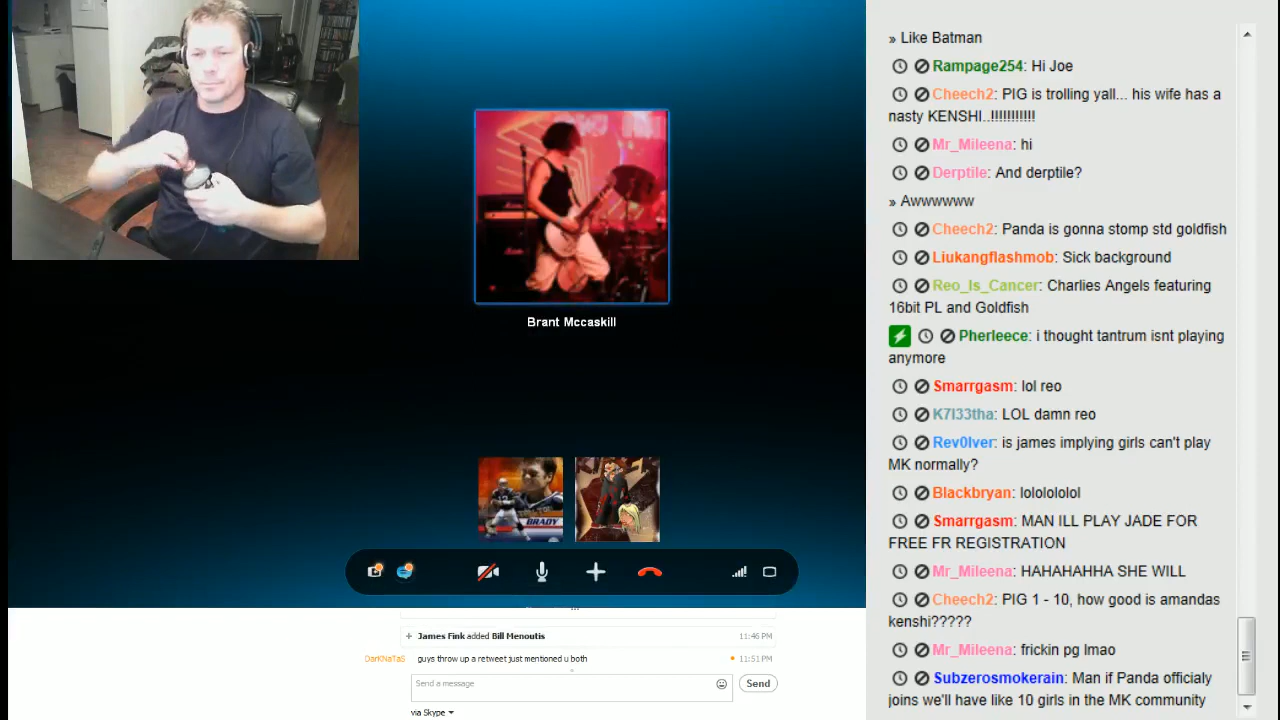 » Like Batman
Rampage254: Hi Joe
Cheech2: PIG is trolling yall... his wife has a
nasty KENSHI..!!!!!!!!!!!
Mr_Mileena: hi
Derptile: And derptile?
» Awwwwww
Cheech2: Panda is gonna stomp std goldfish
Liukangflashmob: Sick background
Reo_Is_Cancer: Charlies Angels featuring
16bit PL and Goldfish
Pherleece: i thought tantrum isnt playing
anymore
Smarrgasm: lol reo
K7l33tha: LOL damn reo
Rev0lver: is james implying girls can't play
MK normally?
Blackbryan: lolololololol
Smarrgasm: MAN ILL PLAY JADE FOR
FREE FR REGISTRATION
Mr_Mileena: HAHAHAHHA SHE WILL
Cheech2: PIG 1 - 10, how good is amandas
kenshi?????
Mr_Mileena: frickin pg lmao
Subzerosmokerain: Man if Panda officialy
joins we'll have like 10 girls in the MK community
Brant Mccaskill
BRADY
James Fink added Bill Menoutis 11:46 PM
DarKNaTaS guys throw up a retweet just mentioned u both 11:51 PM
Send a message
Send
via Skype